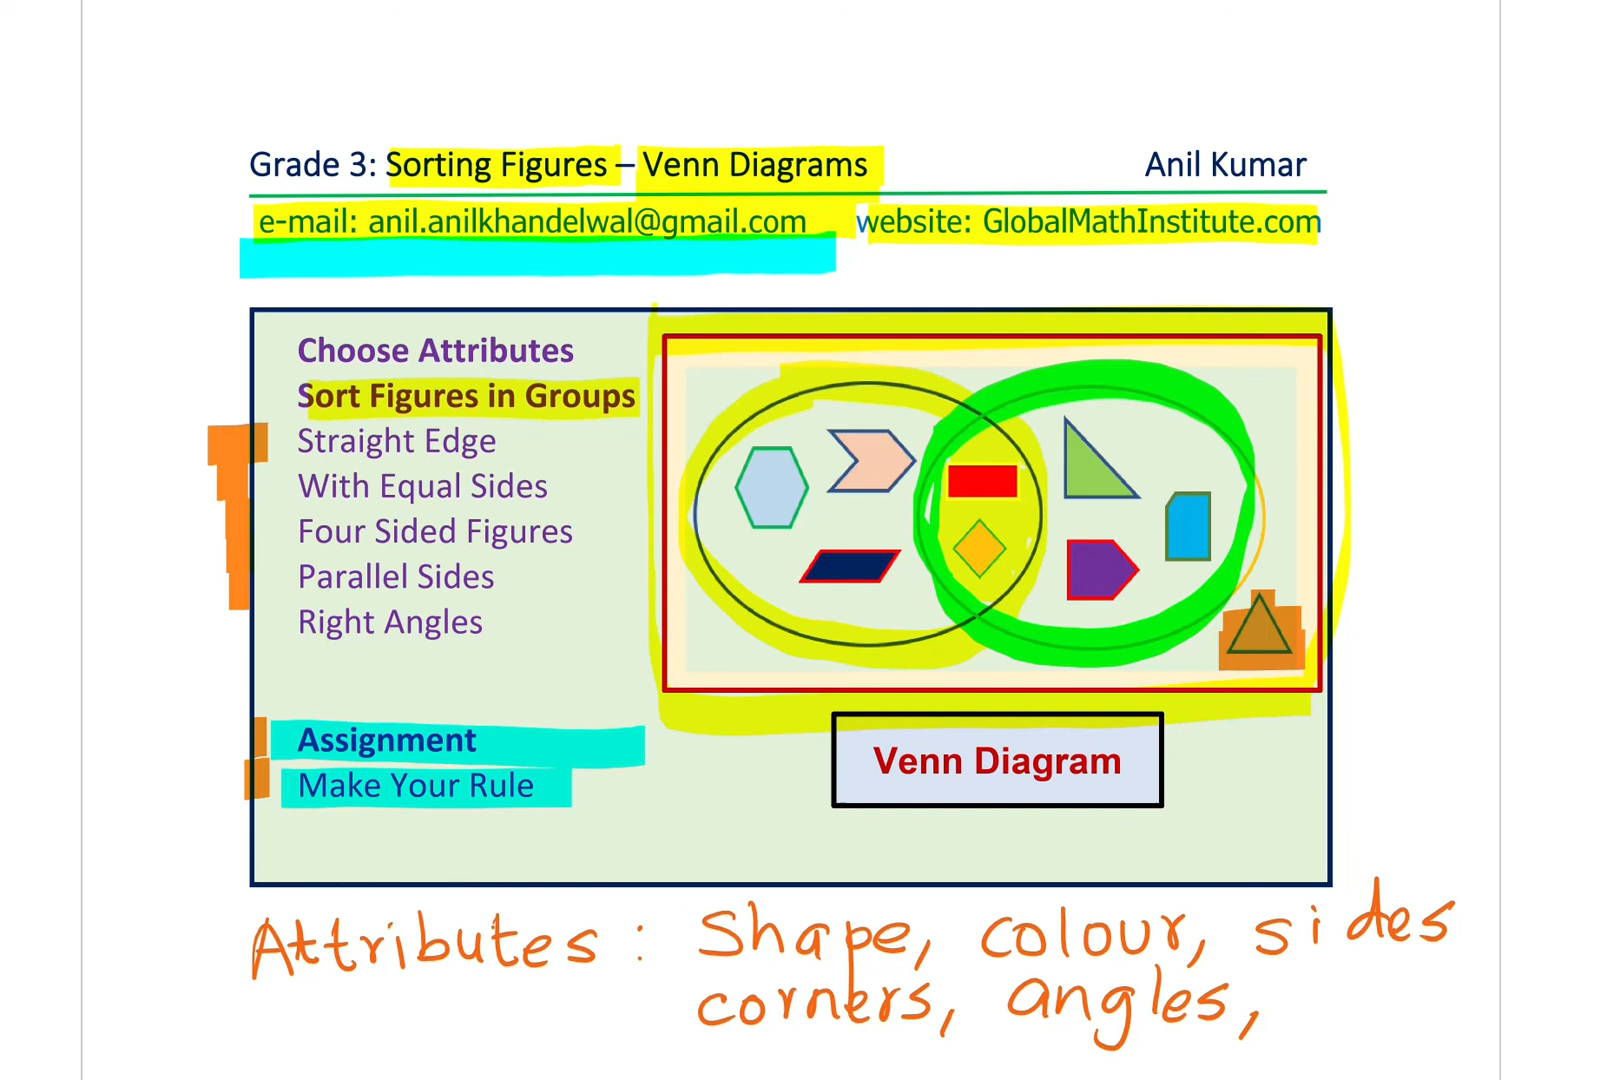 Grade 3: Sorting Figures – Venn Diagrams Anil Kumar
e-mail: anil.anilkhandelwal@gmail.com website: GlobalMathInstitute.com
Choose Attributes
Sort Figures in Groups
Straight Edge
With Equal Sides
Four Sided Figures
Parallel Sides
Right Angles
Assignment
Make Your Rule
Venn Diagram
Attributes: Shape, colour, sides
corners, angles,